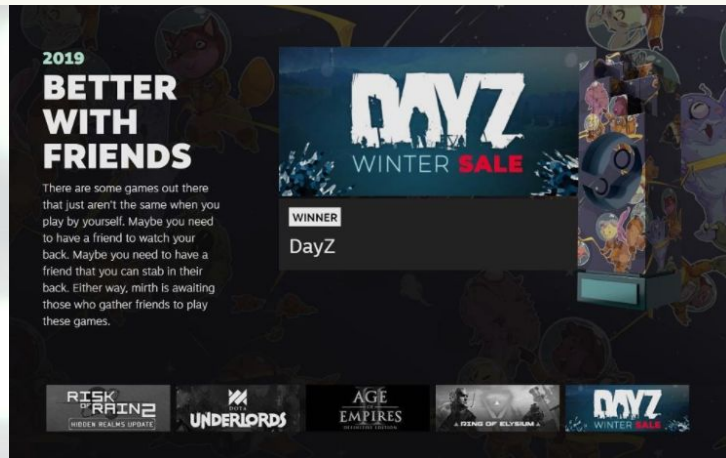 2019
BETTER
WITH
FRIENDS
There are some games out there
that just aren't the same when you
play by yourself. Maybe you need
to have a friend to watch your
back. Maybe you need to have a
friend that you can stab in their
back. Either way, mirth is awaiting
those who gather friends to play
these games.
DAYZ
WINTER SALE
WINNER
DayZ
RISK
OF RAIN 2
HIDDEN REALMS UPDATE
DOTA
UNDERLORDS
AGE
OF
EMPIRES
II
DEFINITIVE EDITION
RING OF ELYSIUM
DAYZ
WINTER SALE